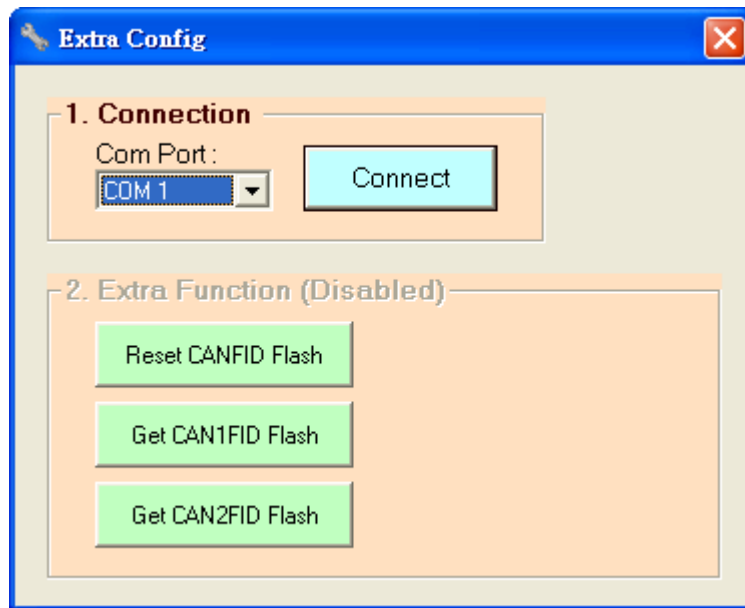 Extra Config
1. Connection
Com Port :
COM 1
Connect
2. Extra Function (Disabled)
Reset CANFID Flash
Get CAN1FID Flash
Get CAN2FID Flash